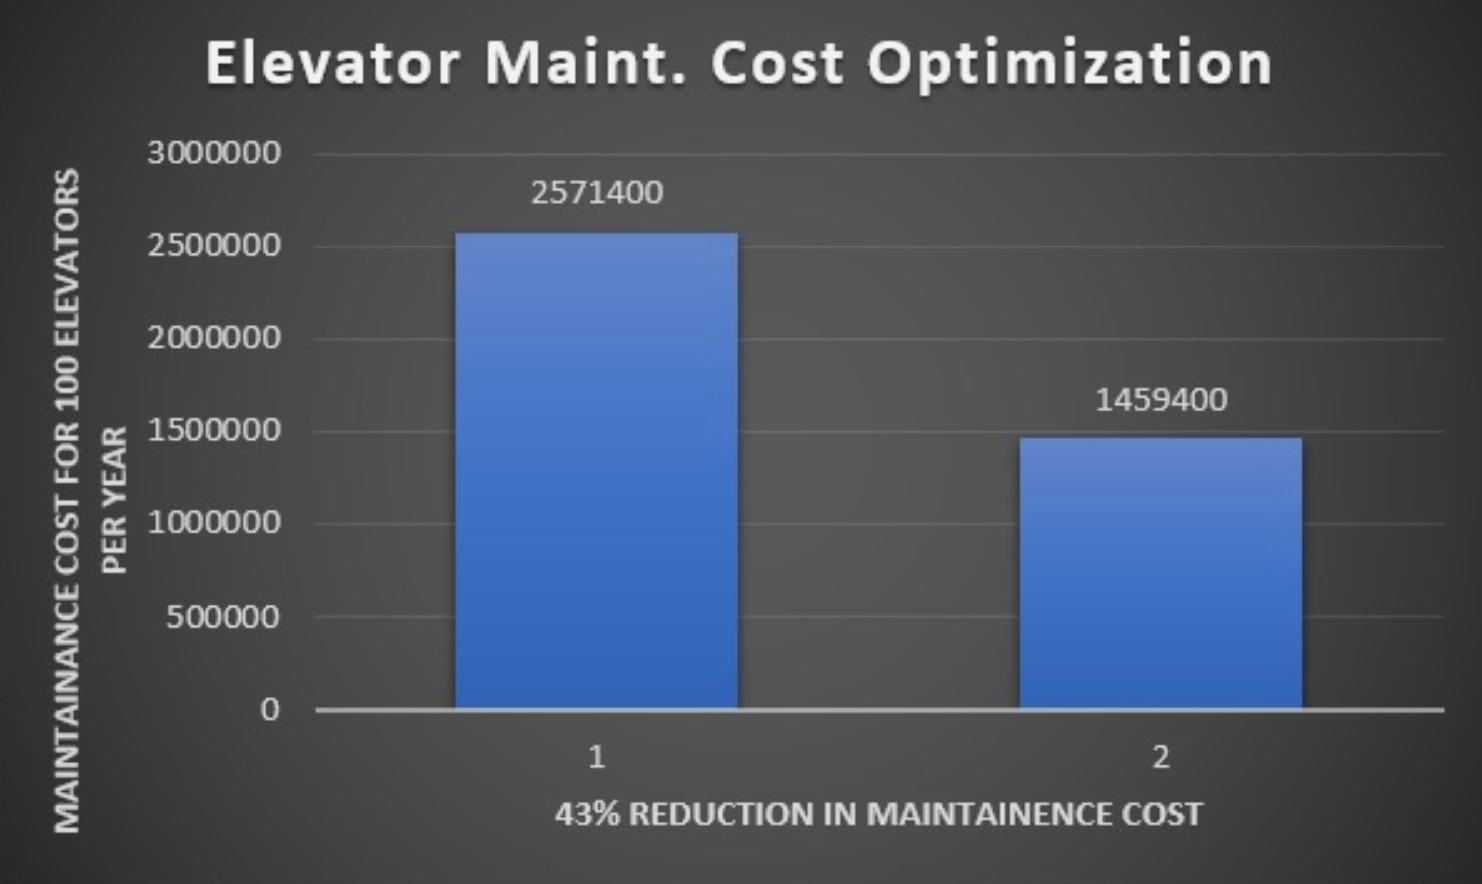 Elevator Maint. Cost Optimization
MAINTAINANCE COST FOR 100 ELEVATORS
PER YEAR
3000000
2500000
2000000
1500000
1000000
500000
0
2571400
1459400
1
2
43% REDUCTION IN MAINTAINENCE COST